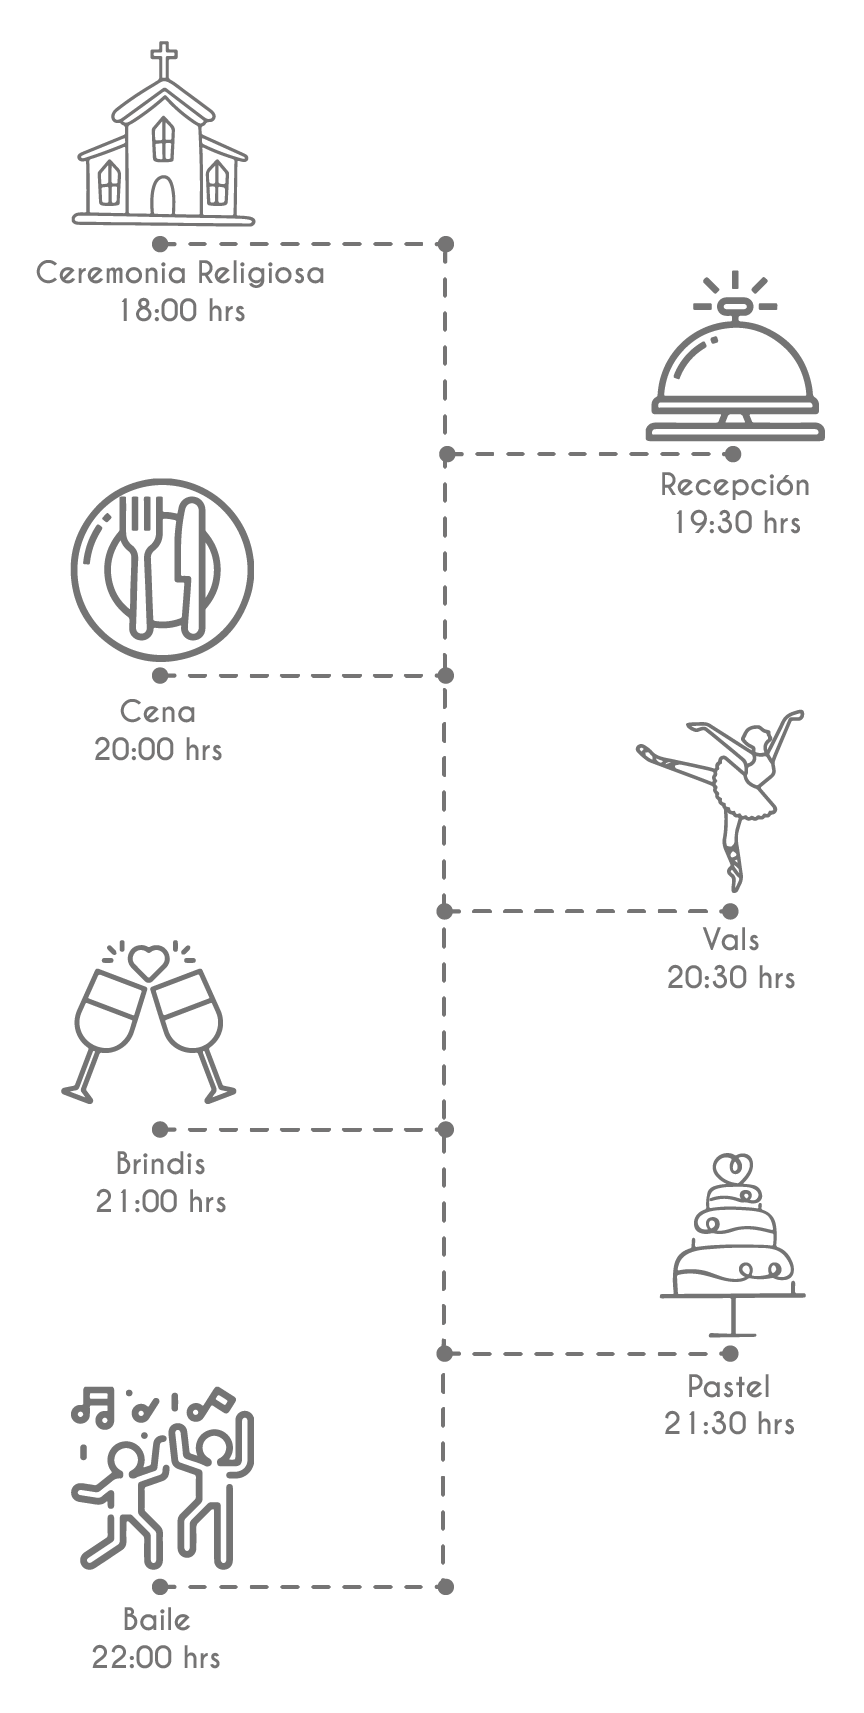 Ceremonia Religiosa
18:00 hrs
Recepción
19:30 hrs
Cena
20:00 hrs
Vals
20:30 hrs
Brindis
21:00 hrs
Pastel
21:30 hrs
Baile
22:00 hrs